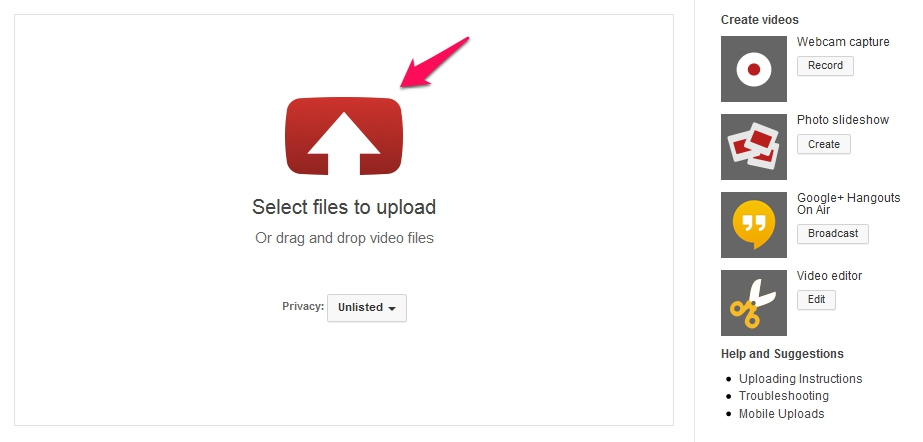 Select files to upload
Or drag and drop video files
Privacy: Unlisted
Create videos
Webcam capture
Record
Photo slideshow
Create
Google+ Hangouts
On Air
Broadcast
Video editor
Edit
Help and Suggestions
Uploading Instructions
Troubleshooting
Mobile Uploads